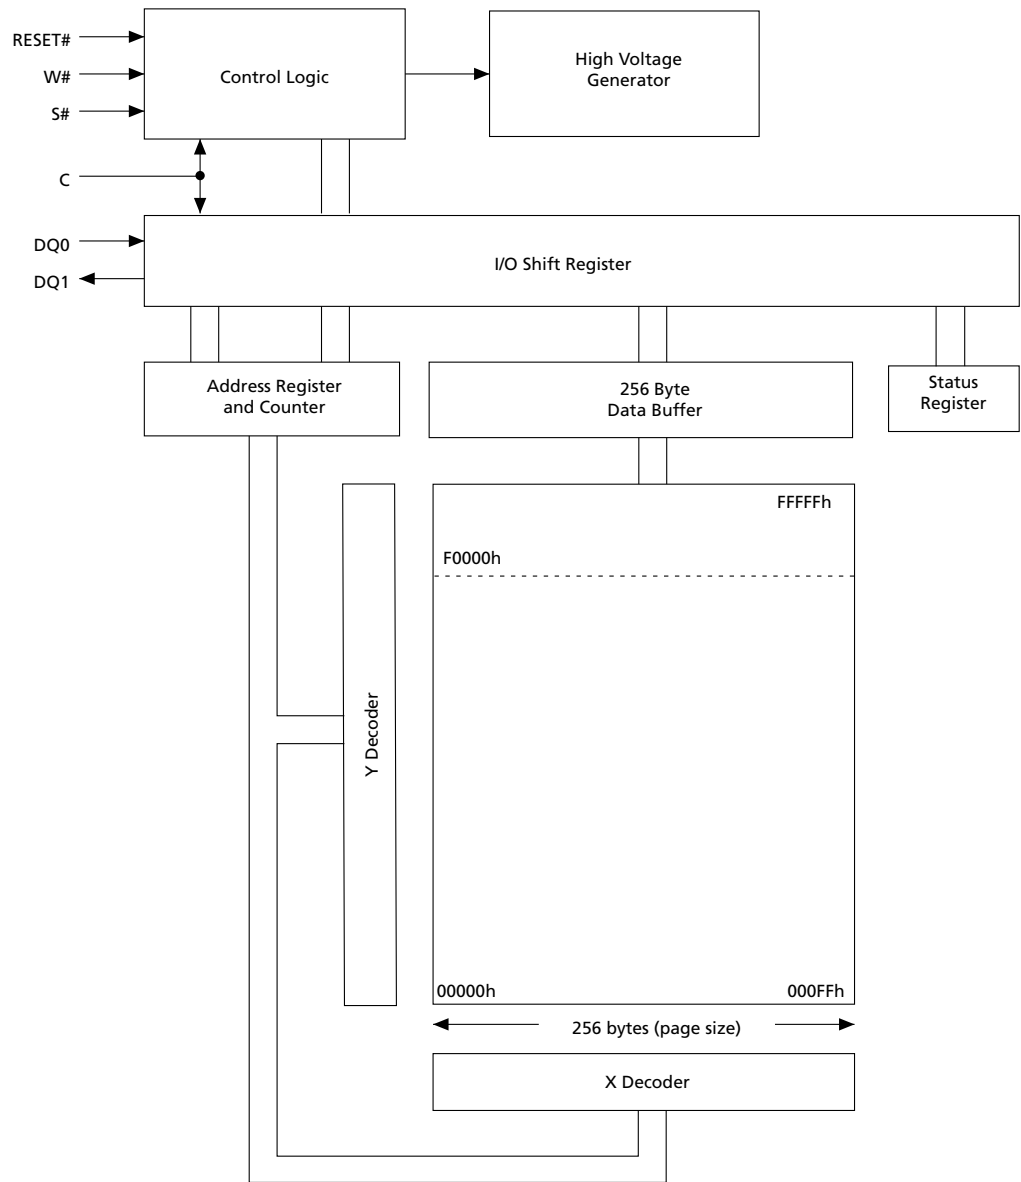 RESET#
W#
S#
Control Logic
High Voltage
Generator
C
DQ0
DQ1
I/O Shift Register
Address Register
and Counter
256 Byte
Data Buffer
Status
Register
FFFFFh
F0000h
Y Decoder
00000h
000FFh
256 bytes (page size)
X Decoder